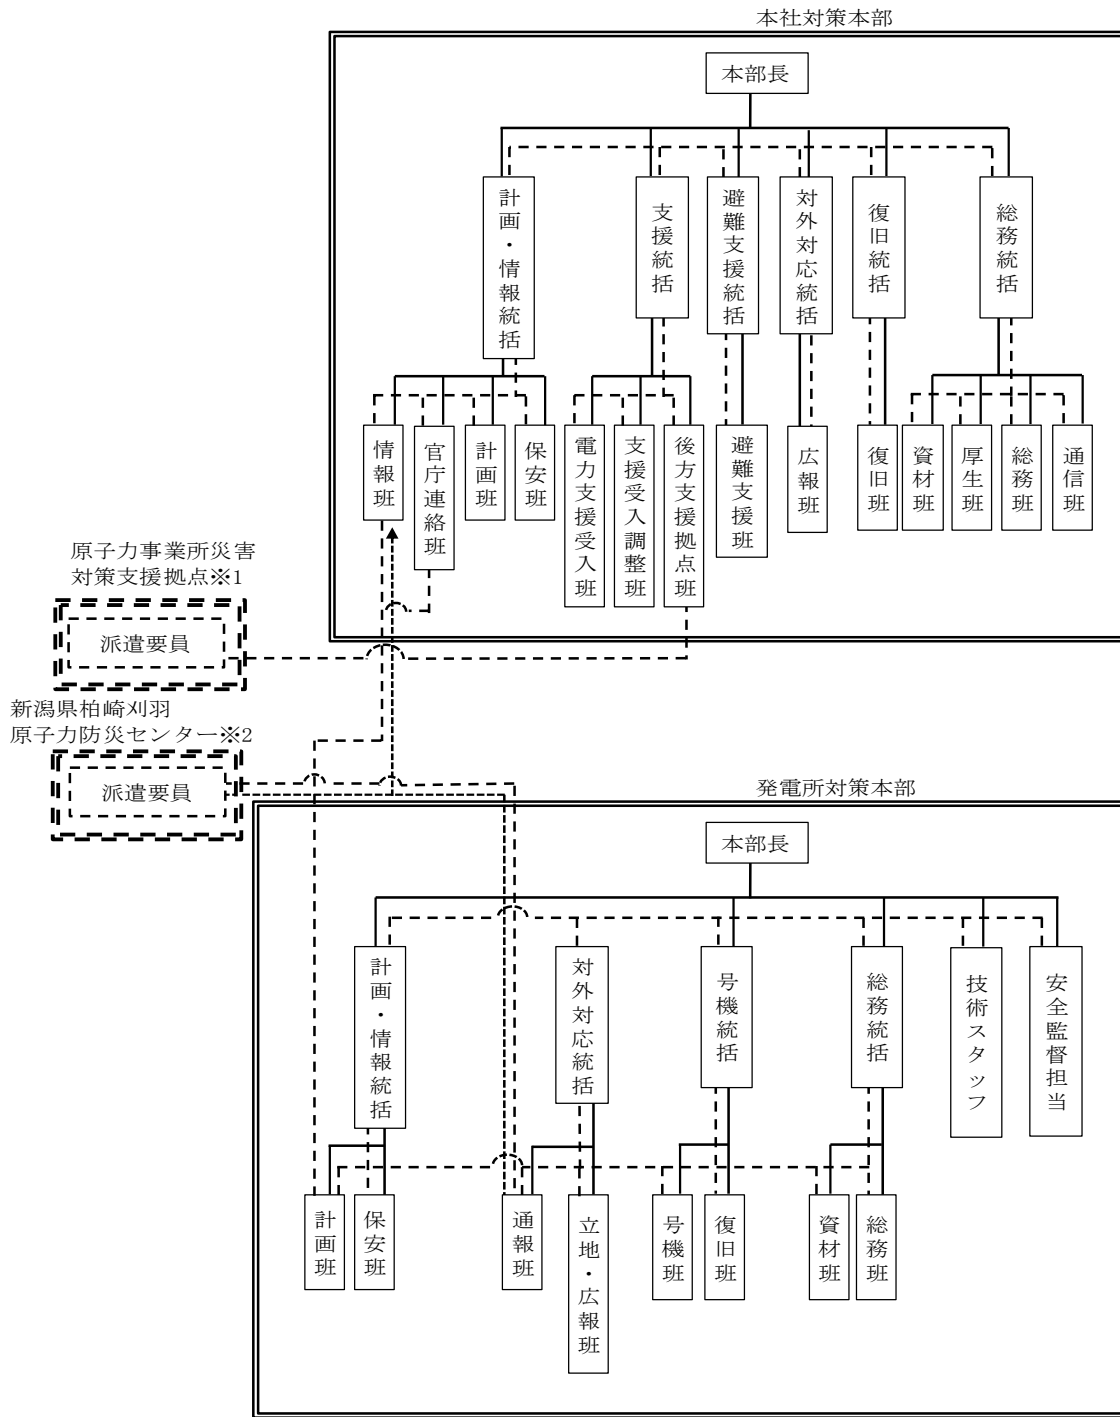 本社対策本部
本部長
計画・情報統括
支援統括
避難支援統括
対外対応統括
復旧統括
総務統括
情報班
官庁連絡班
計画班
保安班
電力支援受入班
支援受入調整班
後方支援拠点班
避難支援班
広報班
復旧班
資材班
厚生班
総務班
通信班
原子力事業所災害
対策支援拠点※1
派遣要員
新潟県柏崎刈羽
原子力防災センター※2
派遣要員
発電所対策本部
本部長
計画・情報統括
対外対応統括
号機統括
総務統括
技術スタッフ
安全監督担当
計画班
保安班
通報班
立地・広報班
号機班
復旧班
資材班
総務班